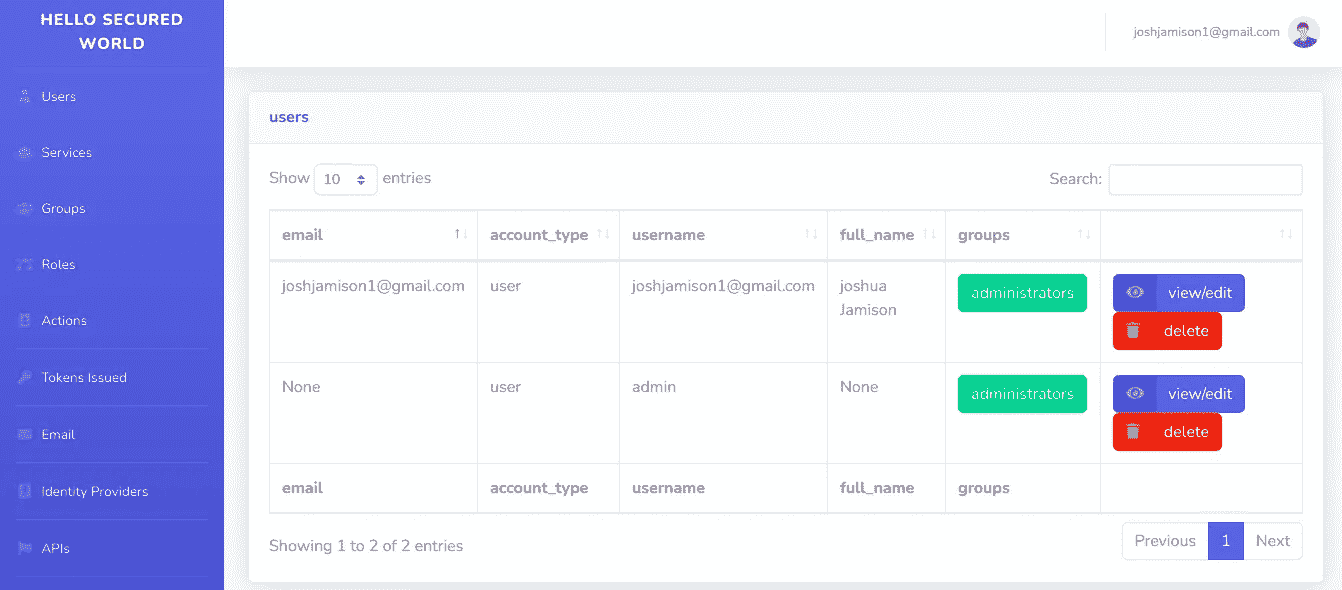 HELLO SECURED
WORLD
joshjamison1@gmail.com
Users
Services
Groups
Roles
Actions
Tokens Issued
Email
Identity Providers
APIs
users
Show 10 entries
Search:
email account_type username full_name groups
joshjamison1@gmail.com user joshjamison1@gmail.com joshua administrators view/edit
Jamison
delete
None user admin None administrators view/edit
delete
email account_type username full_name groups
Showing 1 to 2 of 2 entries
Previous 1 Next